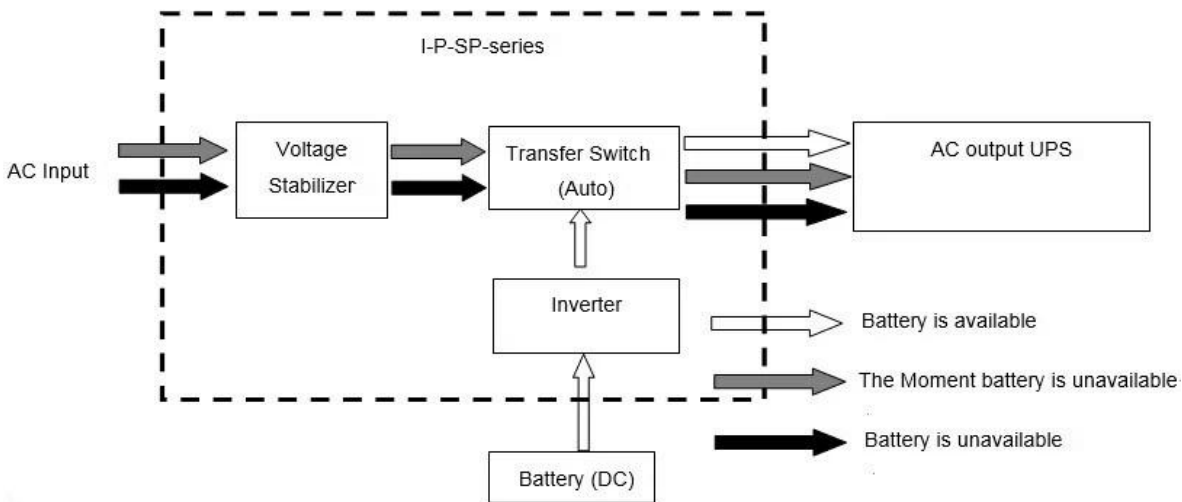 I-P-SP-series
AC Input
Voltage
Stabilizer
Transfer Switch
(Auto)
AC output UPS
Inverter
Battery (DC)
Battery is available
The Moment battery is unavailable
Battery is unavailable